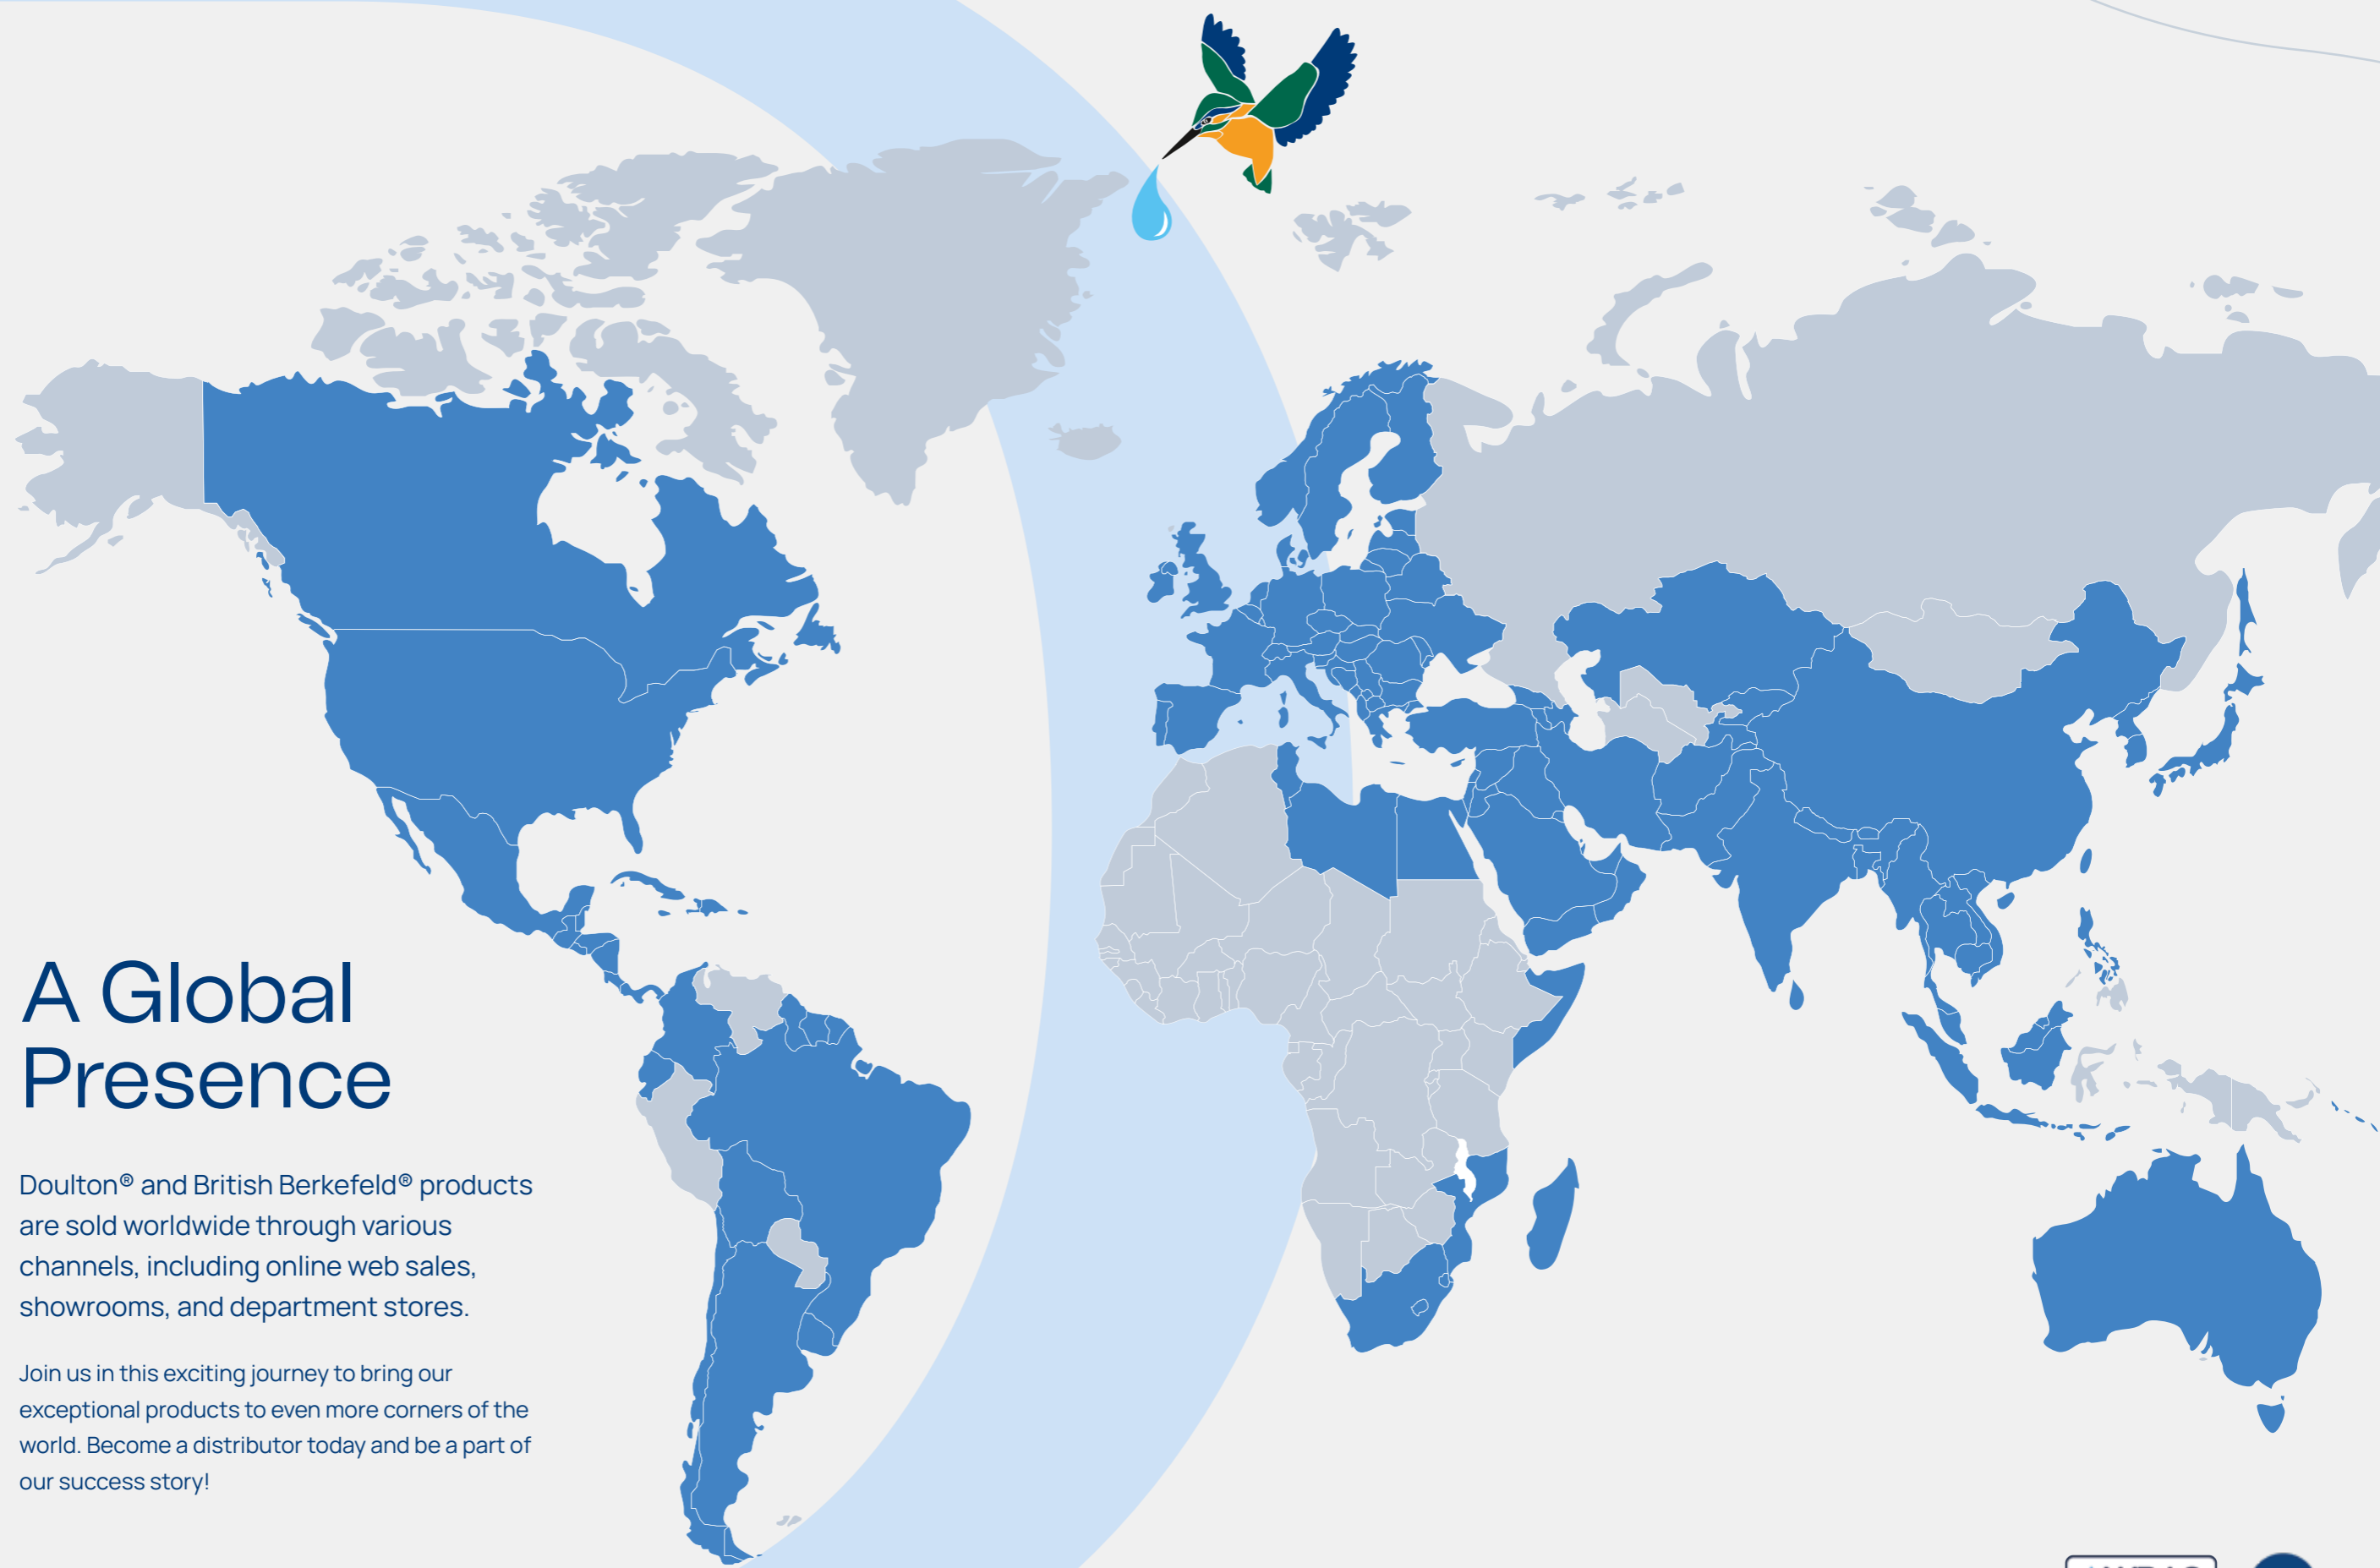 A Global
Presence
Doulton® and British Berkefeld® products
are sold worldwide through various
channels, including online web sales,
showrooms, and department stores.
Join us in this exciting journey to bring our
exceptional products to even more corners of the
world. Become a distributor today and be a part of
our success story!